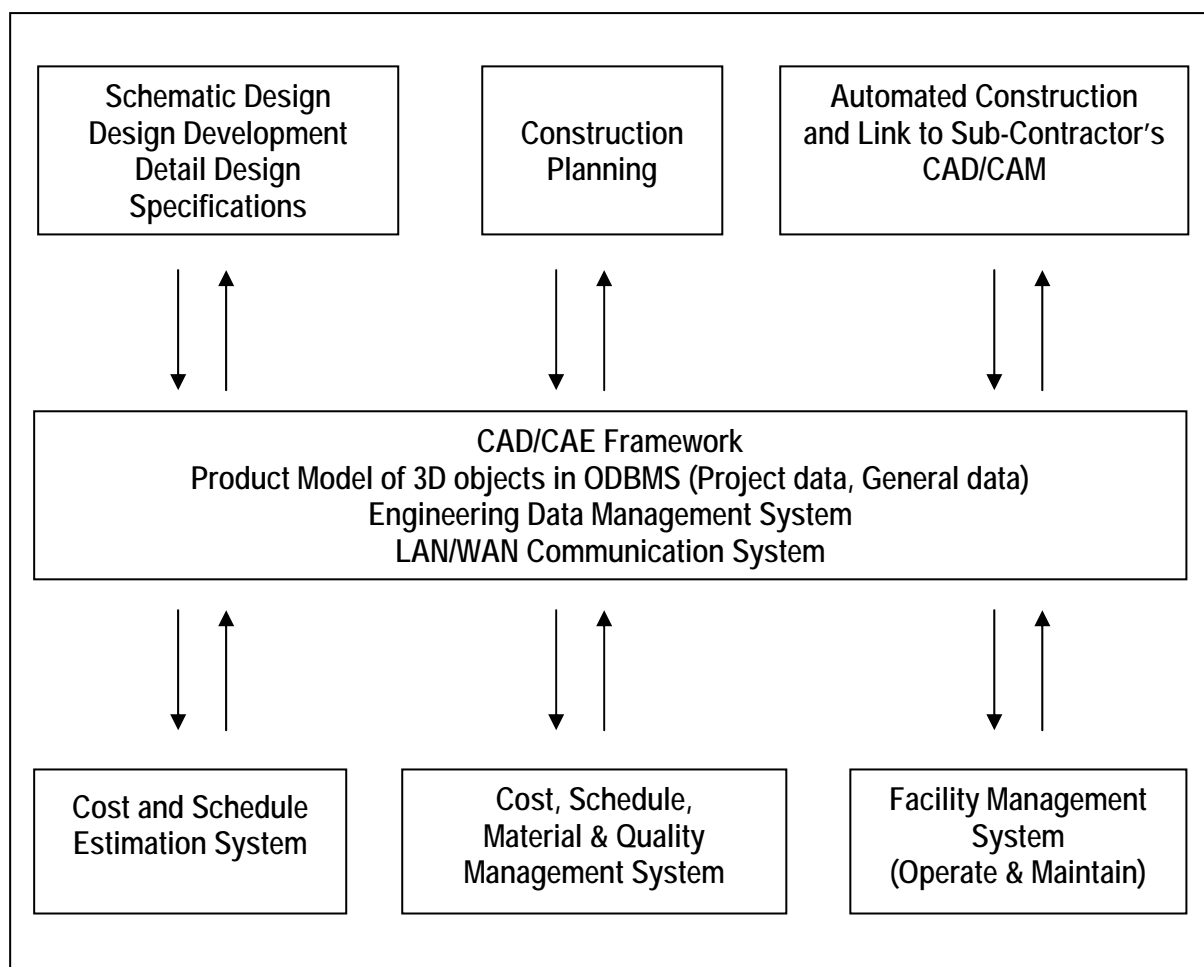 Schematic Design
Design Development
Detail Design
Specifications
Construction
Planning
Automated Construction
and Link to Sub-Contractor’s
CAD/CAM
CAD/CAE Framework
Product Model of 3D objects in ODBMS (Project data, General data)
Engineering Data Management System
LAN/WAN Communication System
Cost and Schedule
Estimation System
Cost, Schedule,
Material & Quality
Management System
Facility Management
System
(Operate & Maintain)